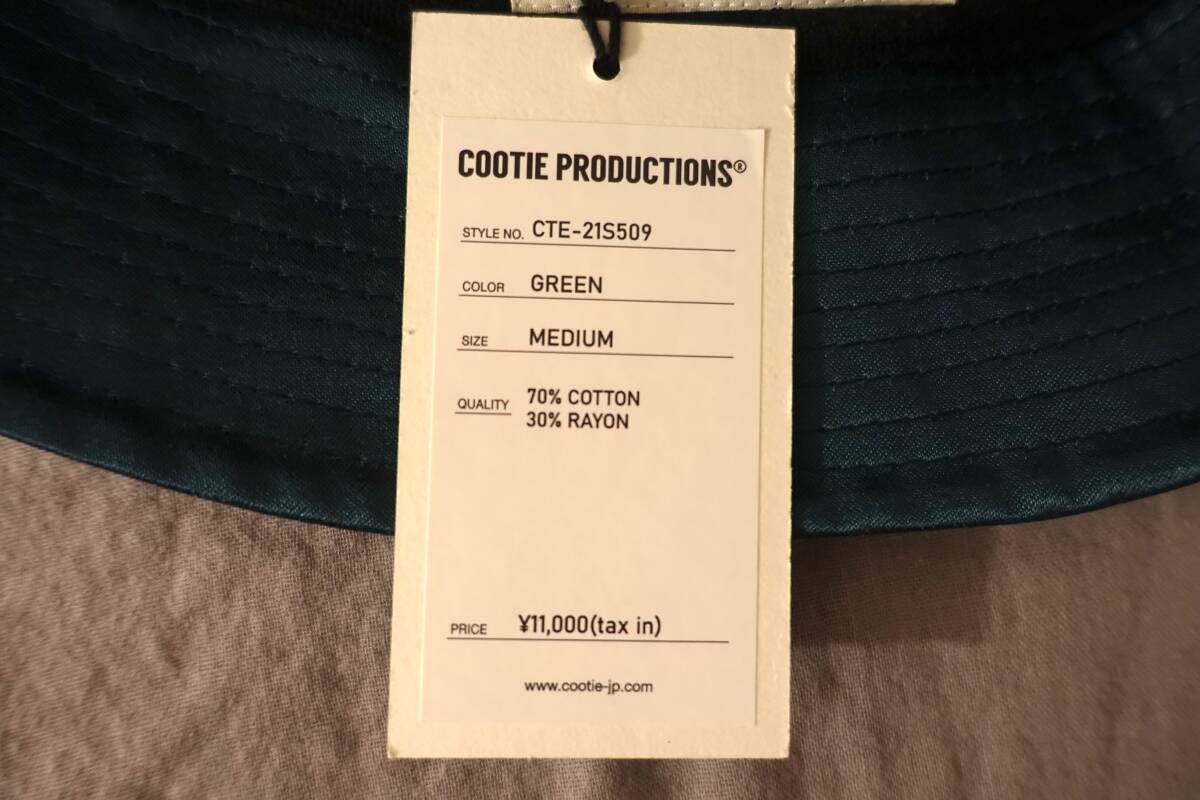 COOTIE PRODUCTIONS®
STYLE NO. CTE-21S509
COLOR GREEN
SIZE MEDIUM
QUALITY 70% COTTON
30% RAYON
PRICE ¥11,000(tax in)
www.cootie-jp.com